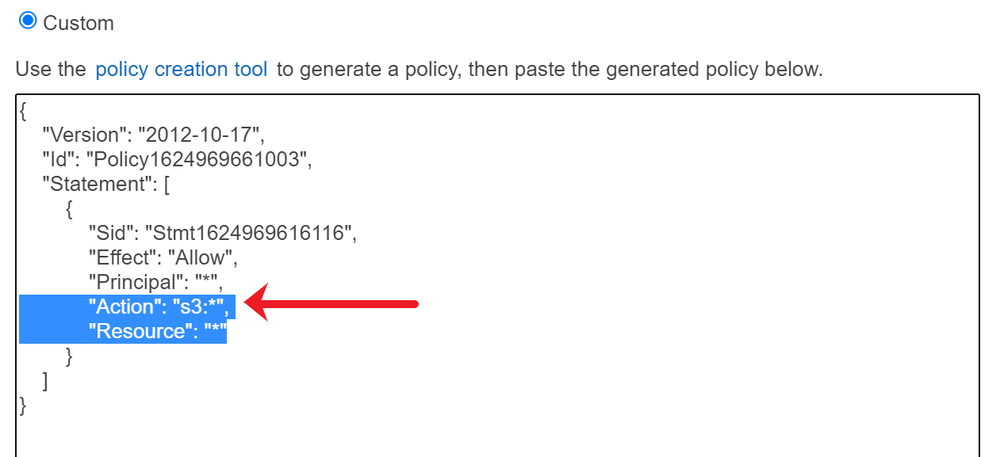 Custom
Use the policy creation tool to generate a policy, then paste the generated policy below.
{
"Version": "2012-10-17",
"Id": "Policy1624969661003",
"Statement": [
{
"Sid": "Stmt1624969616116",
"Effect": "Allow",
"Principal": "*",
"Action": "s3:*",
"Resource": "*"
}
]
}